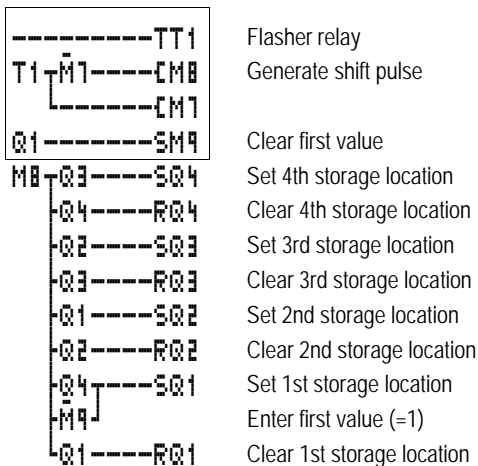 ---------TT1 Flasher relay
T1-M̄7----[M8 Generate shift pulse
------[M7
Q1-------SM9 Clear first value
M8-Q3----SQ4 Set 4th storage location
Q4----RQ4 Clear 4th storage location
Q2----SQ3 Set 3rd storage location
Q3----RQ3 Clear 3rd storage location
Q1----SQ2 Set 2nd storage location
Q2----RQ2 Clear 2nd storage location
Q4----SQ1 Set 1st storage location
M̄9 Enter first value (=1)
Q1----RQ1 Clear 1st storage location